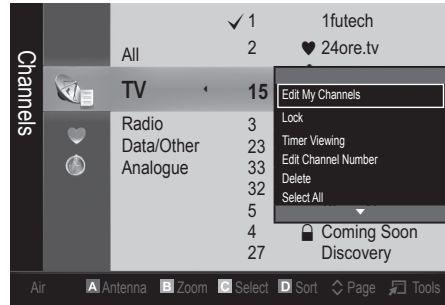 Channels
✓ 1 1futech
All 2 ♥ 24ore.tv
TV 15
Radio 3
Data/Other 23
Analogue 33
32
5
4 Coming Soon
27 Discovery
Edit My Channels
Lock
Timer Viewing
Edit Channel Number
Delete
Select All
Air A Antenna B Zoom C Select D Sort Page Tools